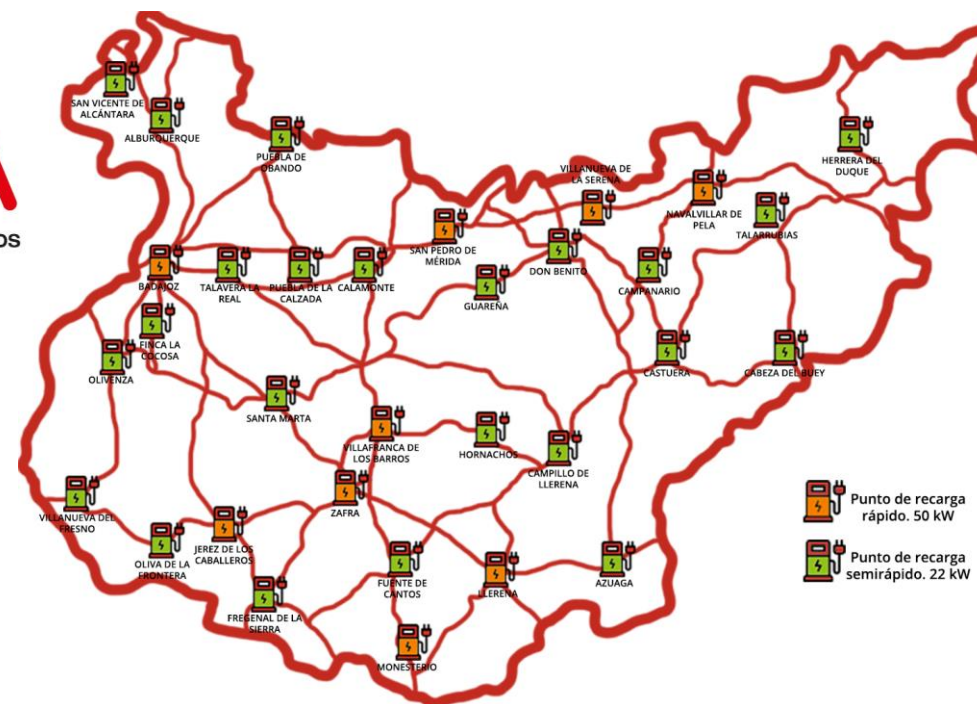 os
SAN VICENTE DE
ALCÁNTARA
ALBURQUERQUE
PUEBLA DE
OBANDO
HERRERA DEL
DUQUE
VILLANUEVA DE
LA SERENA
NAVALVILLAR DE
PELA
TALARRUBIAS
SAN PEDRO DE
MÉRIDA
DON BENITO
BADAJOZ
TALAVERA LA
REAL
PUEBLA DE LA
CALZADA
CALAMONTE
GUAREÑA
CAMPANARIO
FINCA LA
COCOSA
OLIVENZA
CASTUERA
CABEZA DEL BUEY
SANTA MARTA
VILLAFRANCA DE
LOS BARROS
HORNACHOS
CAMPILLO DE
LLERENA
VILLANUEVA DEL
FRESNO
ZAFRA
OLIVA DE LA
FRONTERA
JEREZ DE LOS
CABALLEROS
FUENTE DE
CANTOS
LLERENA
AZUAGA
FREGENAL DE LA
SIERRA
MONESTERIO
Punto de recarga
rápido. 50 kW
Punto de recarga
semirápido. 22 kW